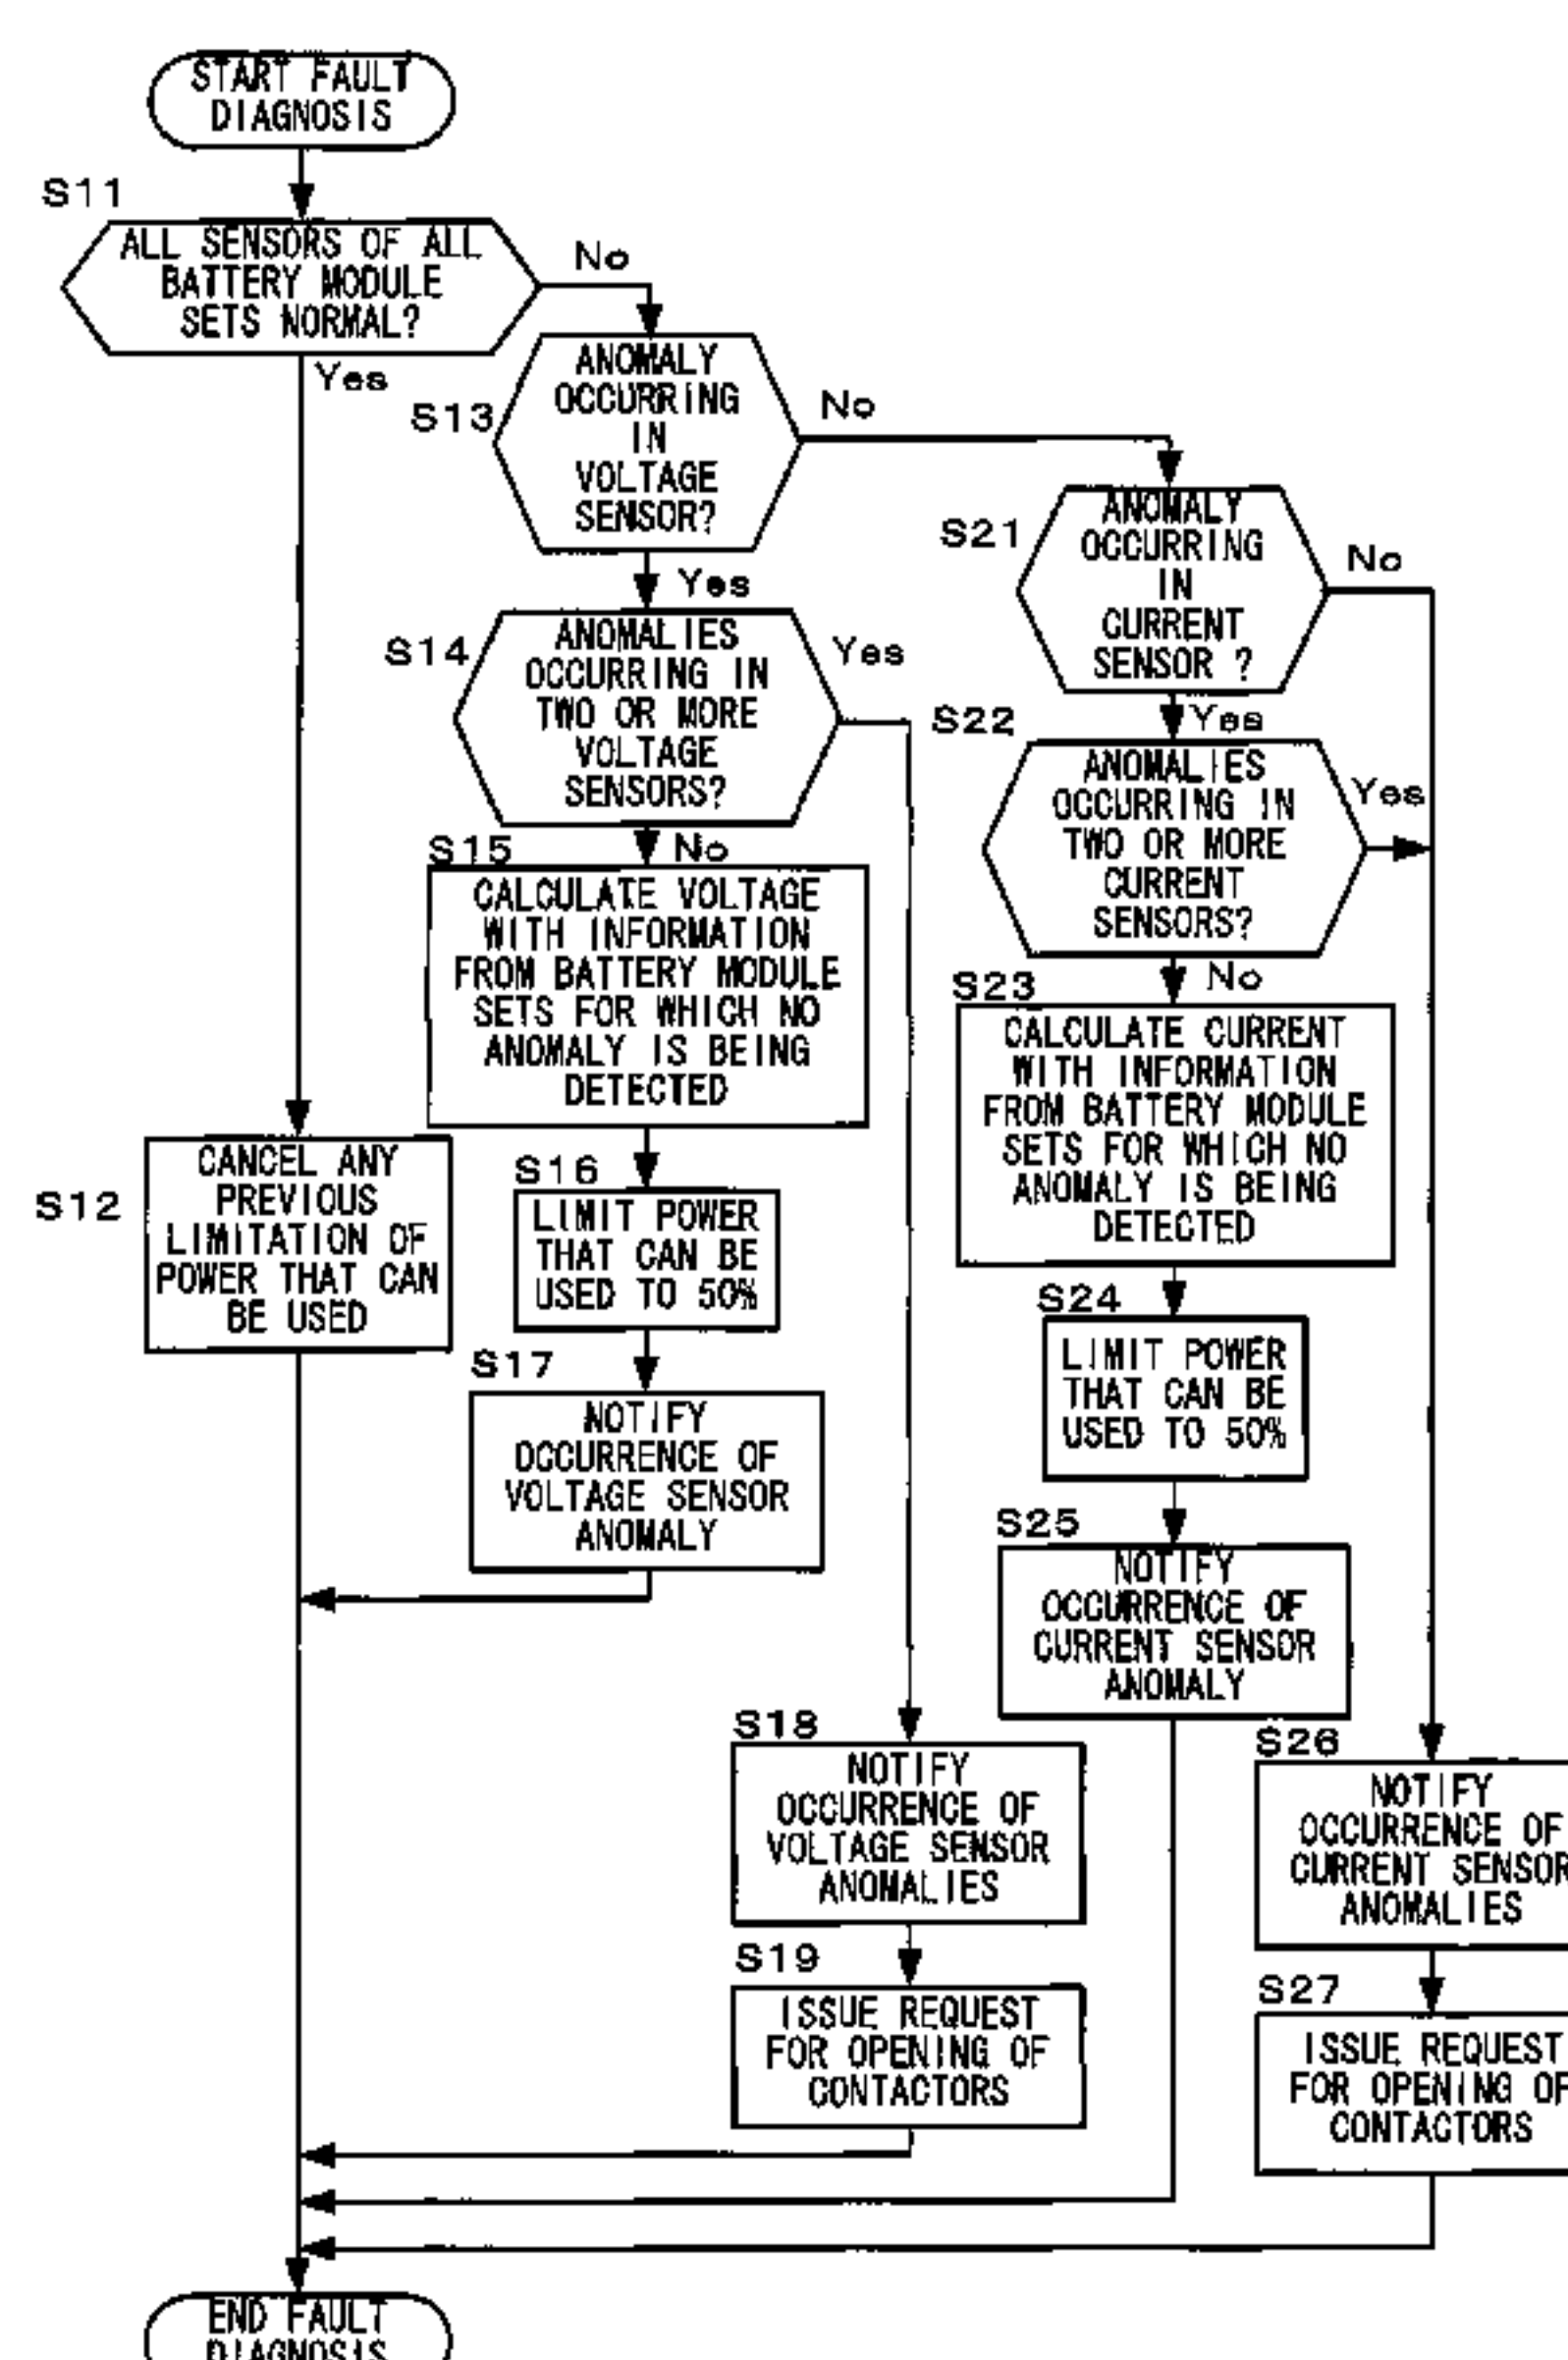 START FAULT
DIAGNOSIS
S11
ALL SENSORS OF ALL
BATTERY MODULE
SETS NORMAL?
No
Yes
S13
ANOMALY
OCCURRING
IN
VOLTAGE
SENSOR?
No
Yes
S21
ANOMALY
OCCURRING
IN
CURRENT
SENSOR ?
No
Yes
S14
ANOMALIES
OCCURRING IN
TWO OR MORE
VOLTAGE
SENSORS?
Yes
No
S22
ANOMALIES
OCCURRING IN
TWO OR MORE
CURRENT
SENSORS?
Yes
No
S15
CALCULATE VOLTAGE
WITH INFORMATION
FROM BATTERY MODULE
SETS FOR WHICH NO
ANOMALY IS BEING
DETECTED
S23
CALCULATE CURRENT
WITH INFORMATION
FROM BATTERY MODULE
SETS FOR WHICH NO
ANOMALY IS BEING
DETECTED
S12
CANCEL ANY
PREVIOUS
LIMITATION OF
POWER THAT CAN
BE USED
S16
LIMIT POWER
THAT CAN BE
USED TO 50%
S24
LIMIT POWER
THAT CAN BE
USED TO 50%
S17
NOTIFY
OCCURRENCE OF
VOLTAGE SENSOR
ANOMALY
S25
NOTIFY
OCCURRENCE OF
CURRENT SENSOR
ANOMALY
S18
NOTIFY
OCCURRENCE OF
VOLTAGE SENSOR
ANOMALIES
S26
NOTIFY
OCCURRENCE OF
CURRENT SENSOR
ANOMALIES
S19
ISSUE REQUEST
FOR OPENING OF
CONTACTORS
S27
ISSUE REQUEST
FOR OPENING OF
CONTACTORS
END FAULT
DIAGNOSIS